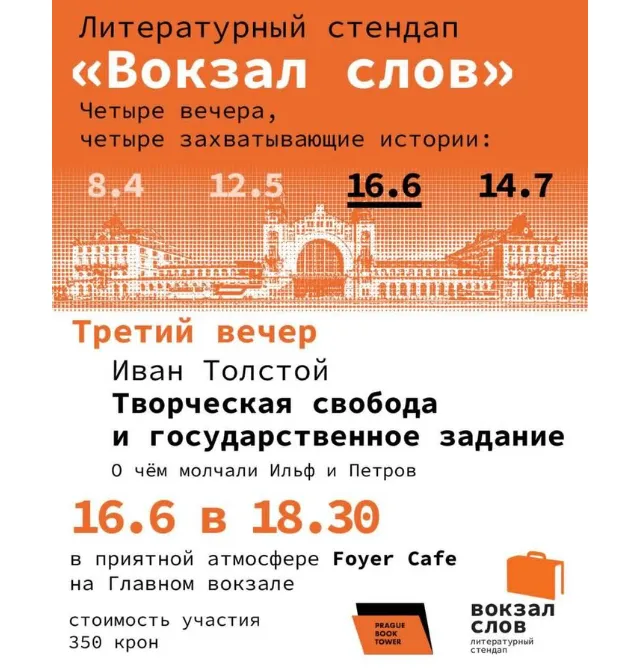 Литературный стендап
«Вокзал слов»
Четыре вечера,
четыре захватывающие истории:
8.4 12.5 16.6 14.7
Третий вечер
Иван Толстой
Творческая свобода
и государственное задание
О чём молчали Ильф и Петров
16.6 в 18.30
в приятной атмосфере Foyer Cafe
на Главном вокзале
стоимость участия
350 крон
PRAGUE
BOOK
TOWER
вокзал
слов
литературный
стендап